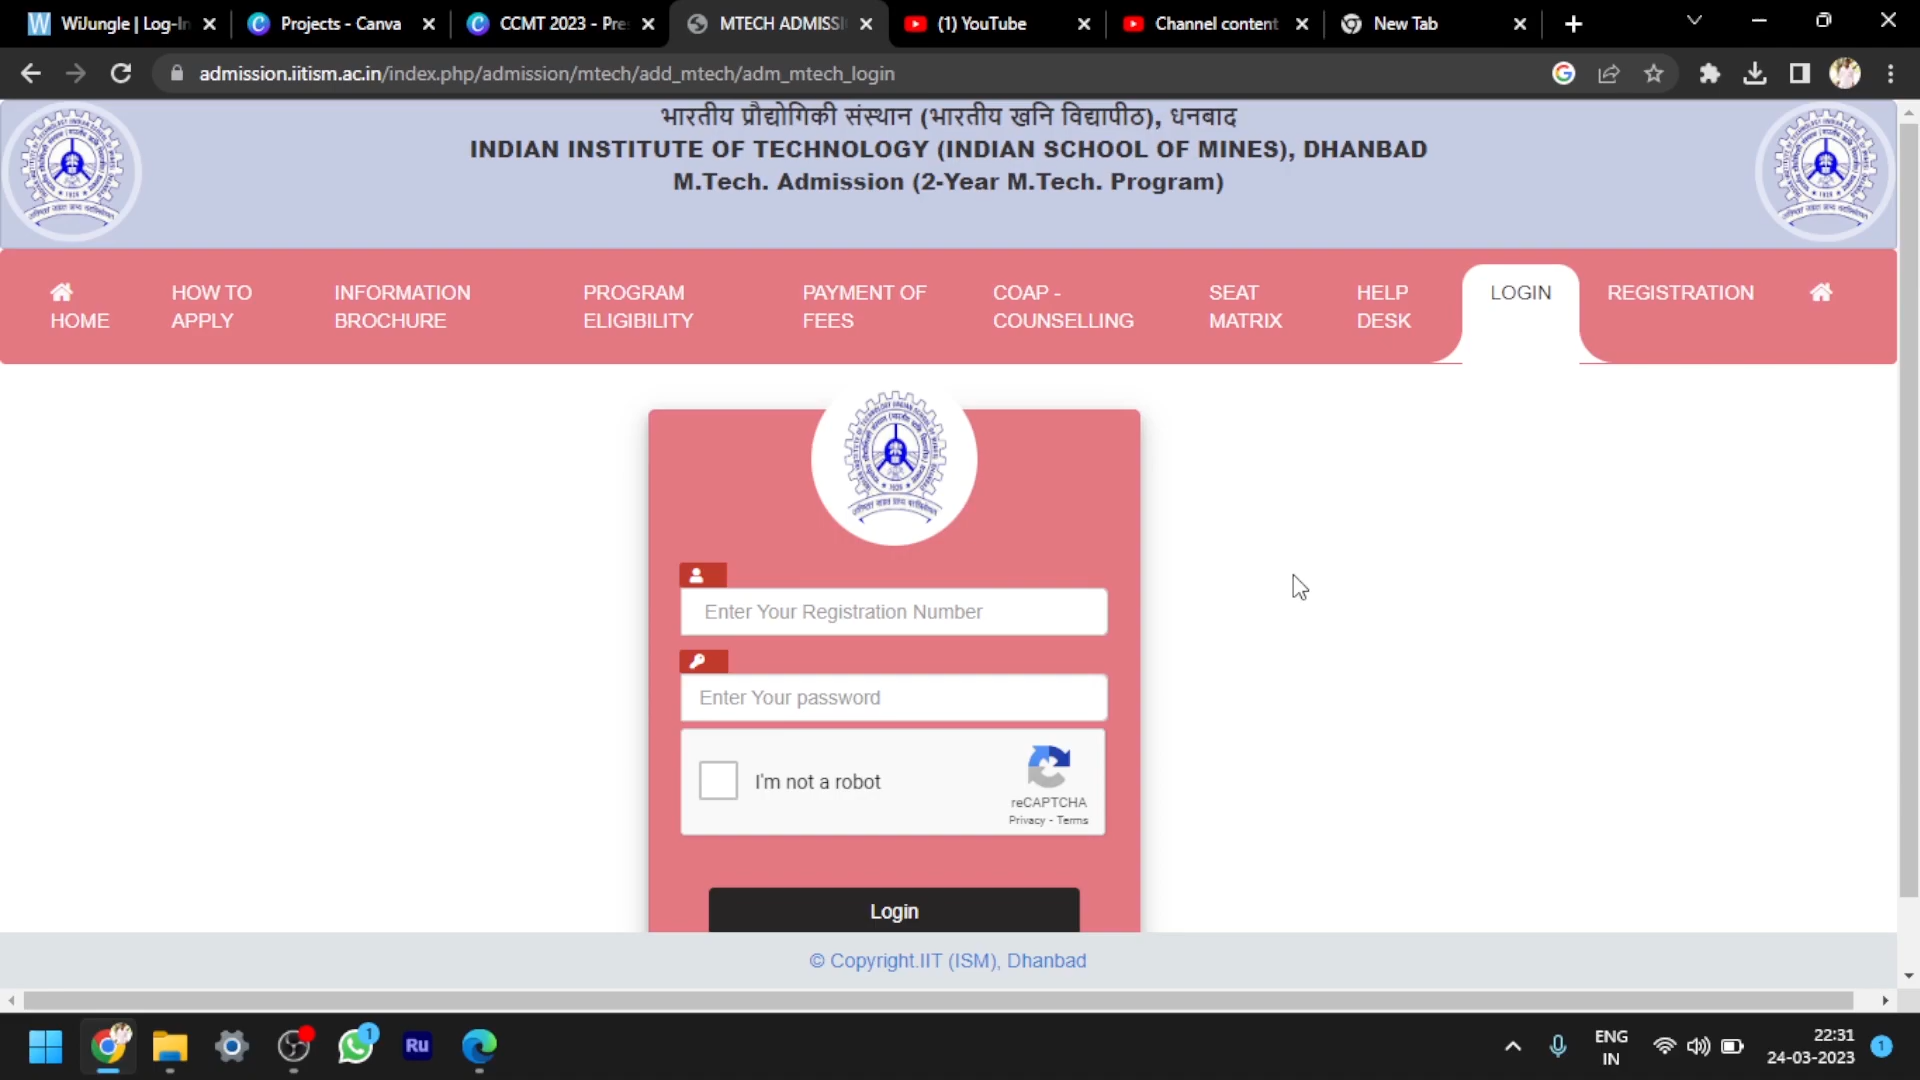 WiJungle | Log-In
Projects - Canva
CCMT 2023 - Pre
MTECH ADMISSI
(1) YouTube
Channel content
New Tab
admission.iitism.ac.in/index.php/admission/mtech/add_mtech/adm_mtech_login
भारतीय प्रौद्योगिकी संस्थान (भारतीय खनि विद्यापीठ), धनबाद
INDIAN INSTITUTE OF TECHNOLOGY (INDIAN SCHOOL OF MINES), DHANBAD
M.Tech. Admission (2-Year M.Tech. Program)
HOME
HOW TO
APPLY
INFORMATION
BROCHURE
PROGRAM
ELIGIBILITY
PAYMENT OF
FEES
COAP -
COUNSELLING
SEAT
MATRIX
HELP
DESK
LOGIN
REGISTRATION
Enter Your Registration Number
Enter Your password
I'm not a robot
reCAPTCHA
Privacy - Terms
Login
© Copyright.IIT (ISM), Dhanbad
1
Ru
ENG
IN
22:31
24-03-2023
1